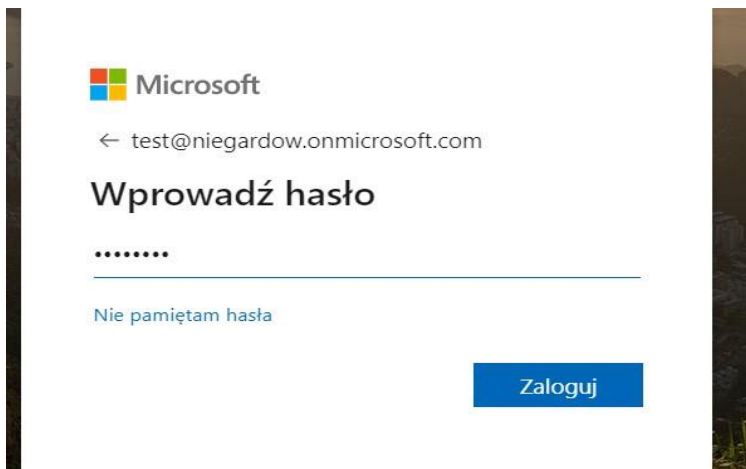 Microsoft
← test@niegardow.onmicrosoft.com
Wprowadź hasło
••••••••
Nie pamiętam hasła
Zaloguj